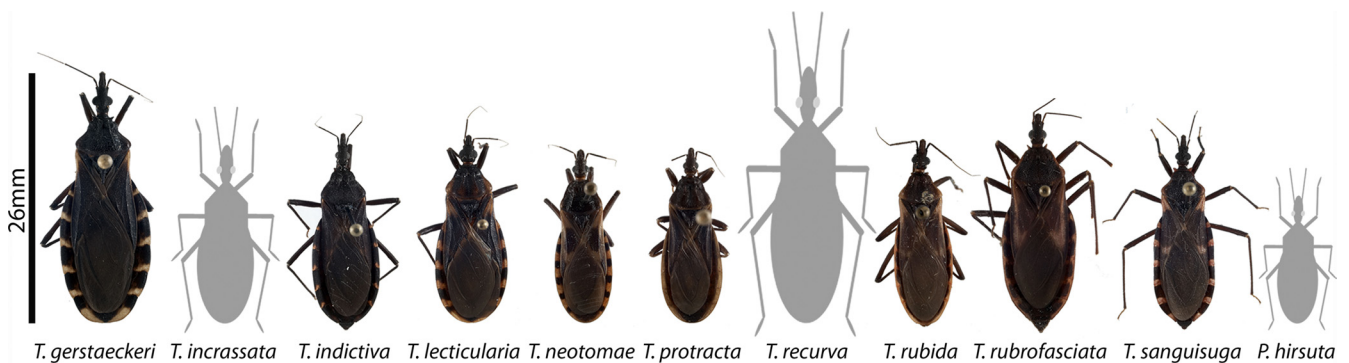 26mm
T. gerstaeckeri T. incrassata T. indictiva T. lecticularia T. neotomae T. protracta T. recurva T. rubida T. rubrofasciata T. sanguisuga P. hirsuta